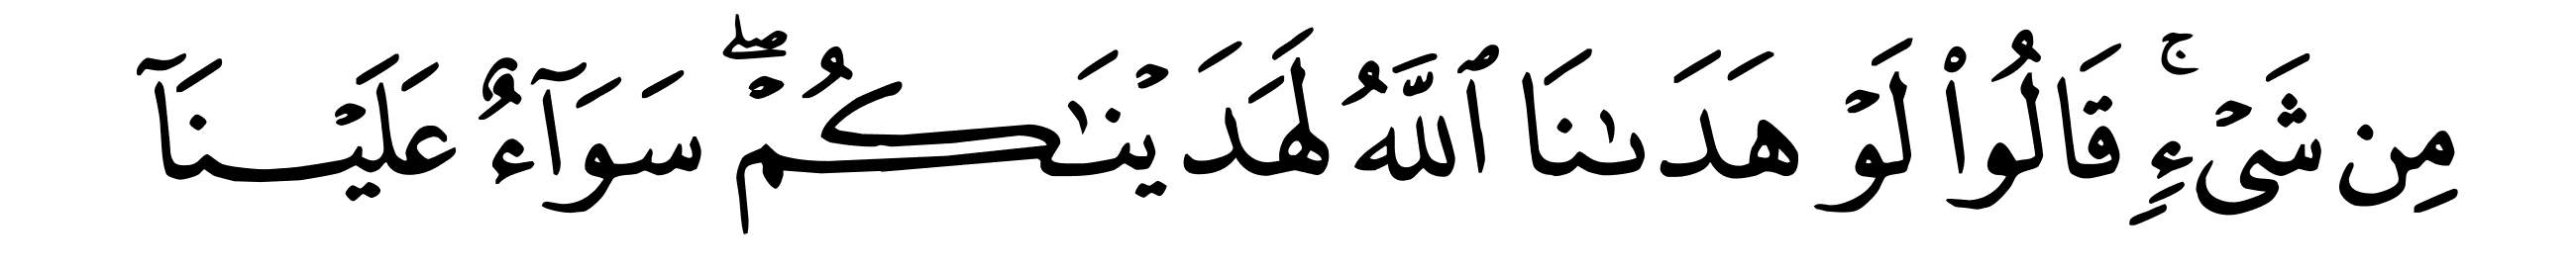 مِن شَىْءٍۚ قَالُوا۟ لَوْ هَدَىٰنَا ٱللَّهُ لَهَدَيْنَـٰكُمْۖ سَوَآءٌ عَلَيْنَآ